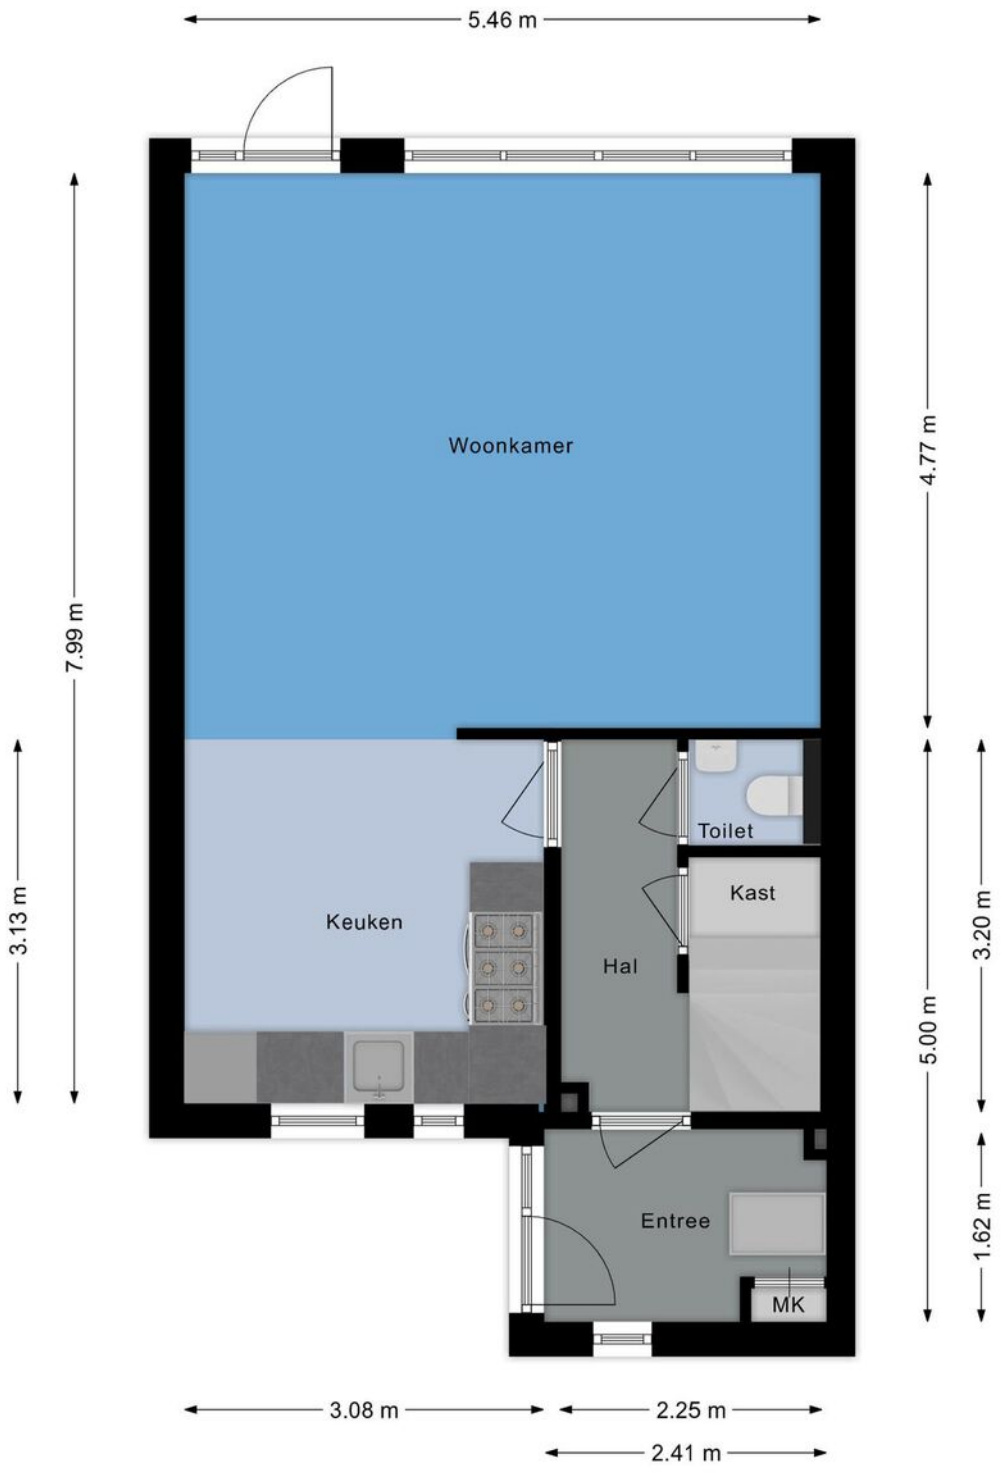 5.46 m
Woonkamer
4.77 m
7.99 m
Toilet
Kast
Keuken
3.13 m
Hal
3.20 m
5.00 m
Entree
1.62 m
MK
3.08 m
2.25 m
2.41 m